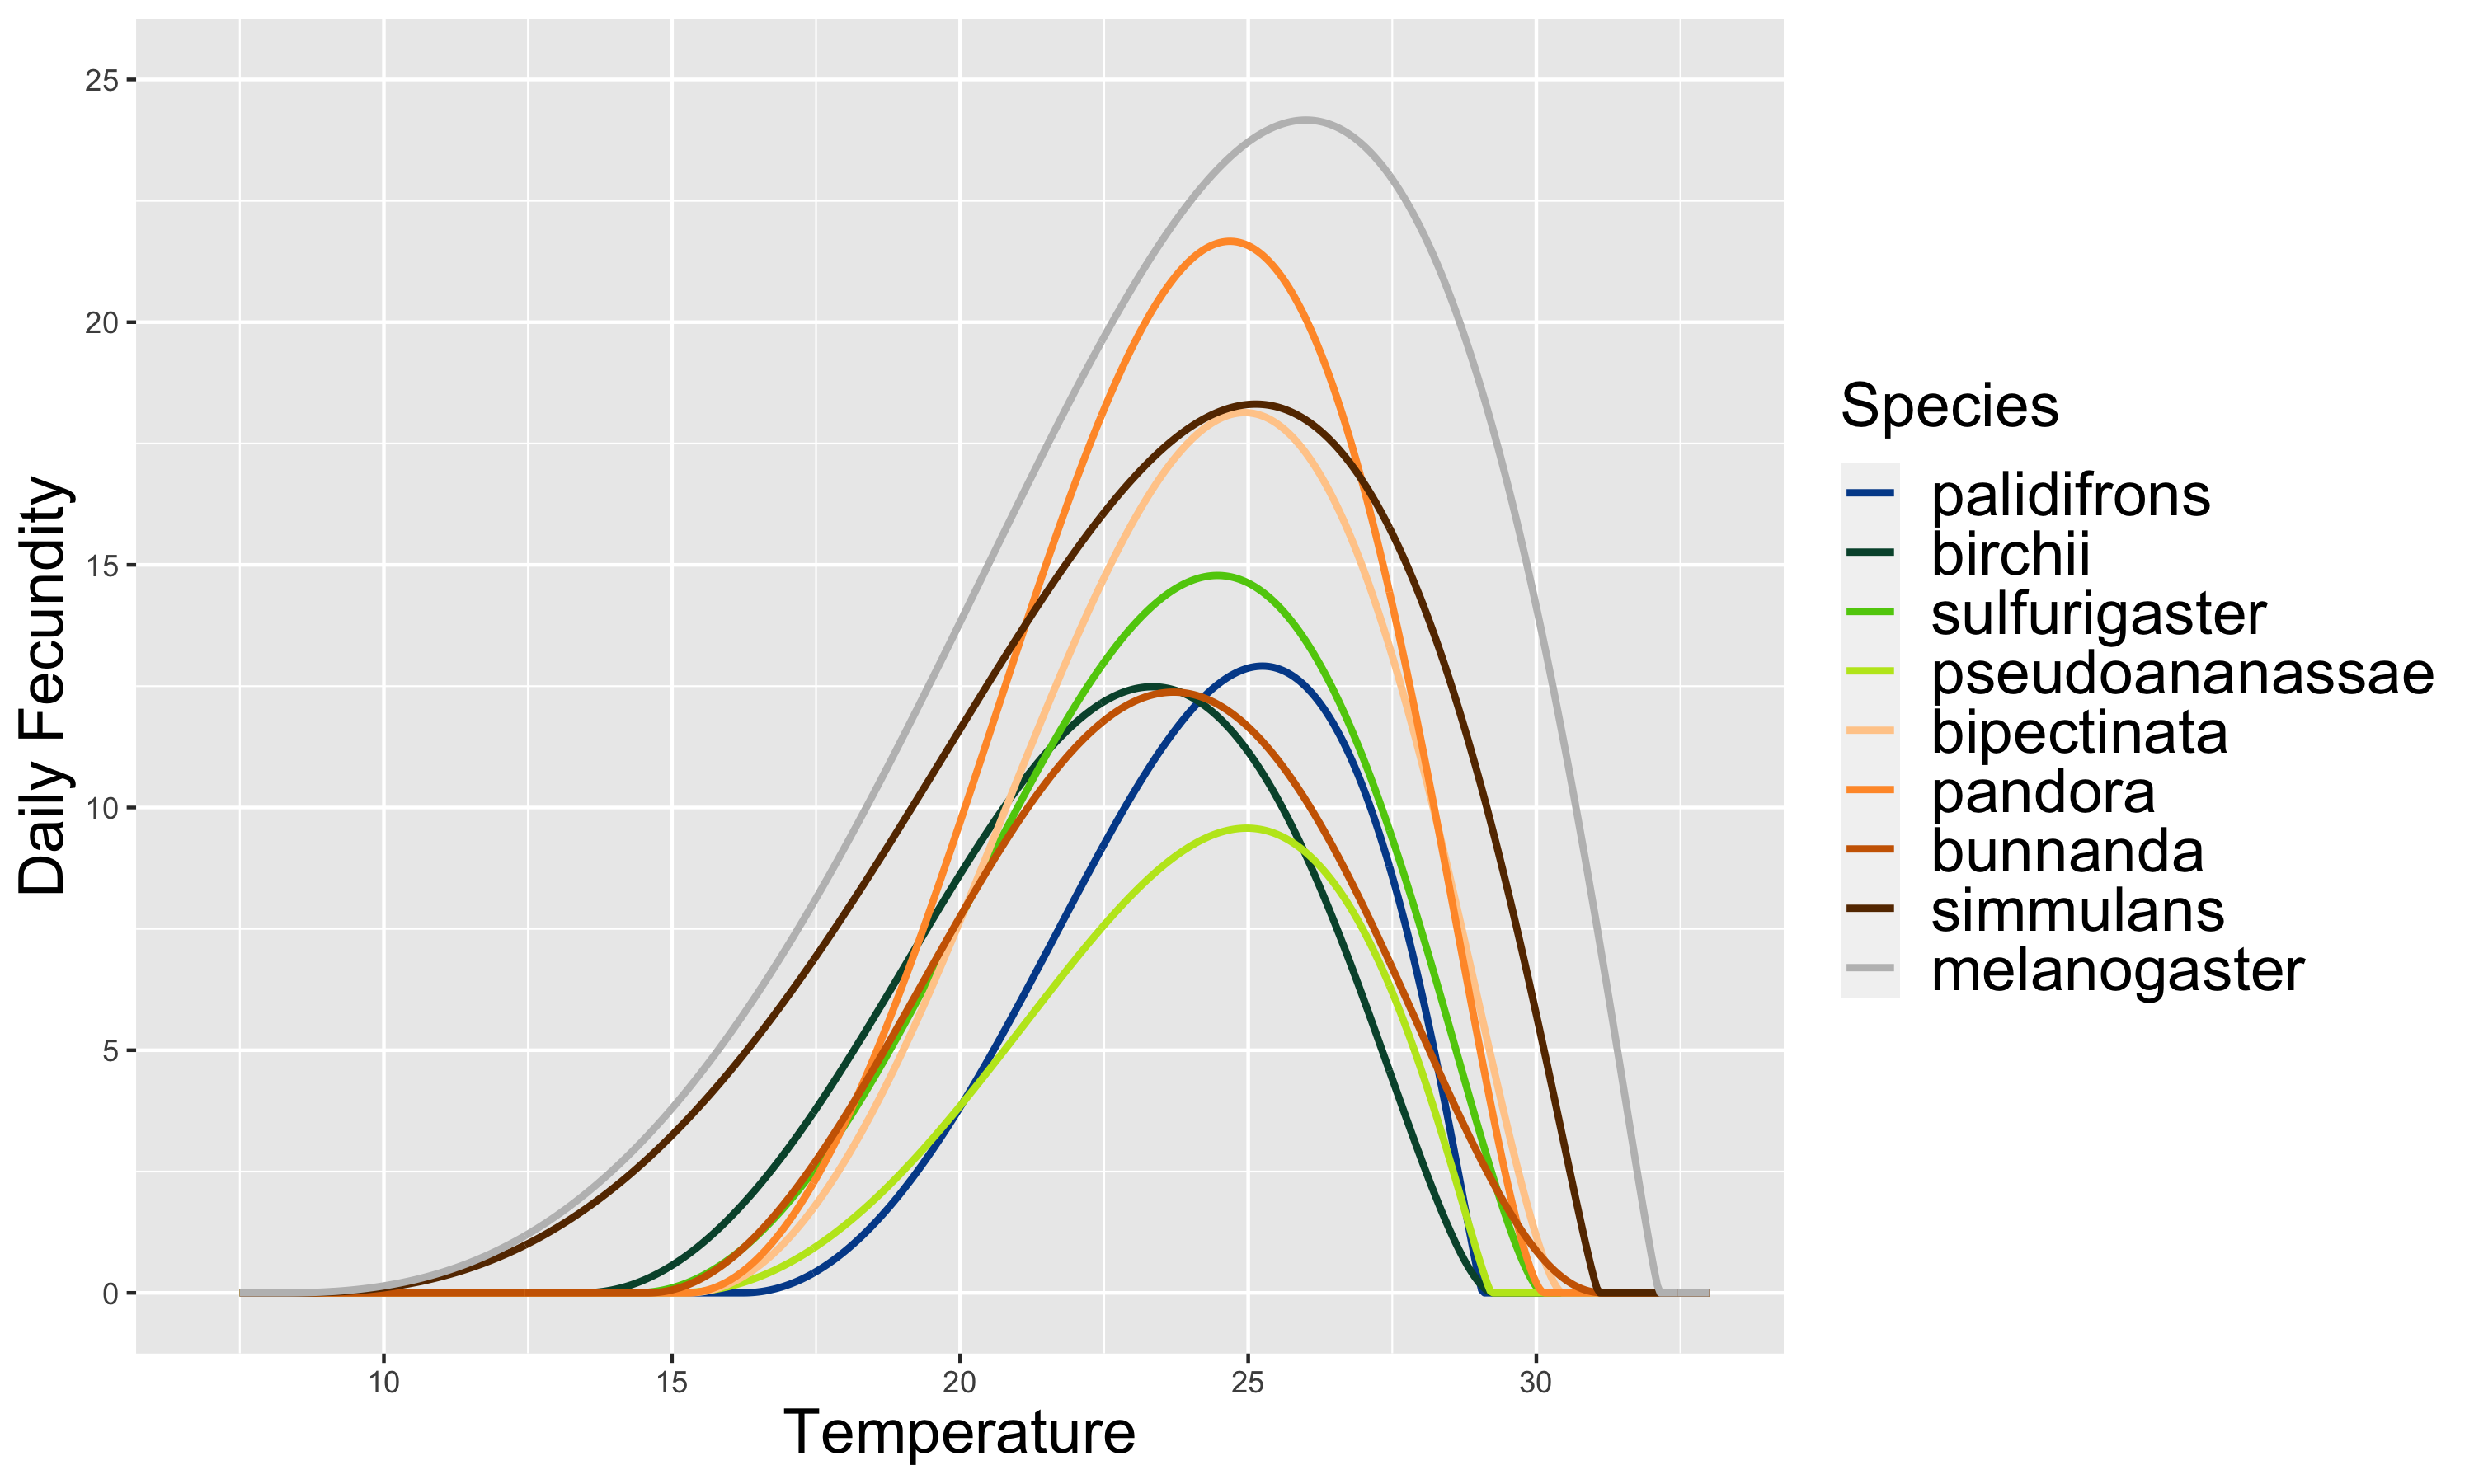 25
20
15
10
5
0
Daily Fecundity
10 15 20 25 30
Temperature
Species
palidifrons
birchii
sulfurigaster
pseudoananassae
bipectinata
pandora
bunnanda
simmulans
melanogaster